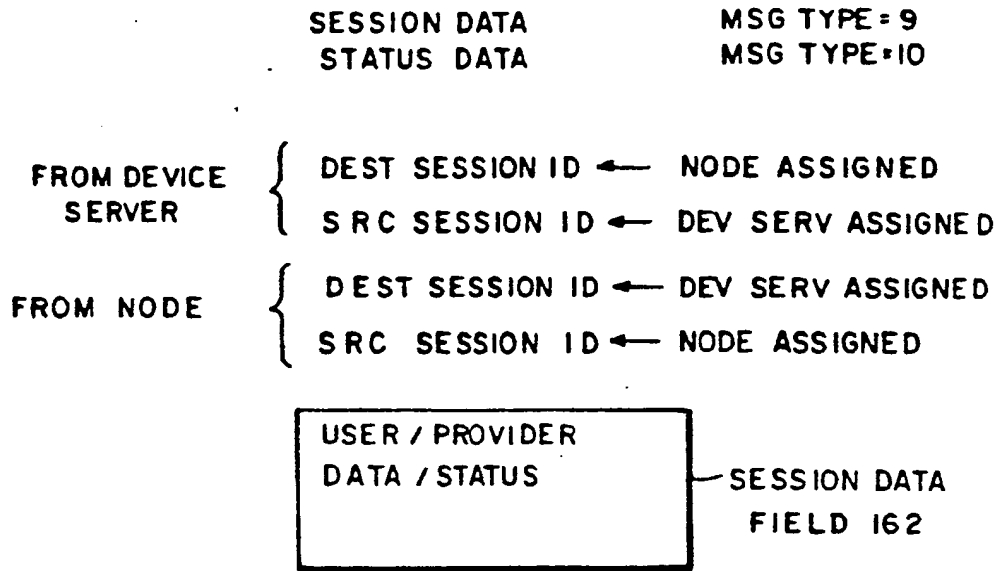 SESSION DATA MSG TYPE=9
STATUS DATA MSG TYPE=10
FROM DEVICE SERVER
DEST SESSION ID ← NODE ASSIGNED
SRC SESSION ID ← DEV SERV ASSIGNED
FROM NODE
DEST SESSION ID ← DEV SERV ASSIGNED
SRC SESSION ID ← NODE ASSIGNED
USER / PROVIDER
DATA / STATUS
SESSION DATA
FIELD 162